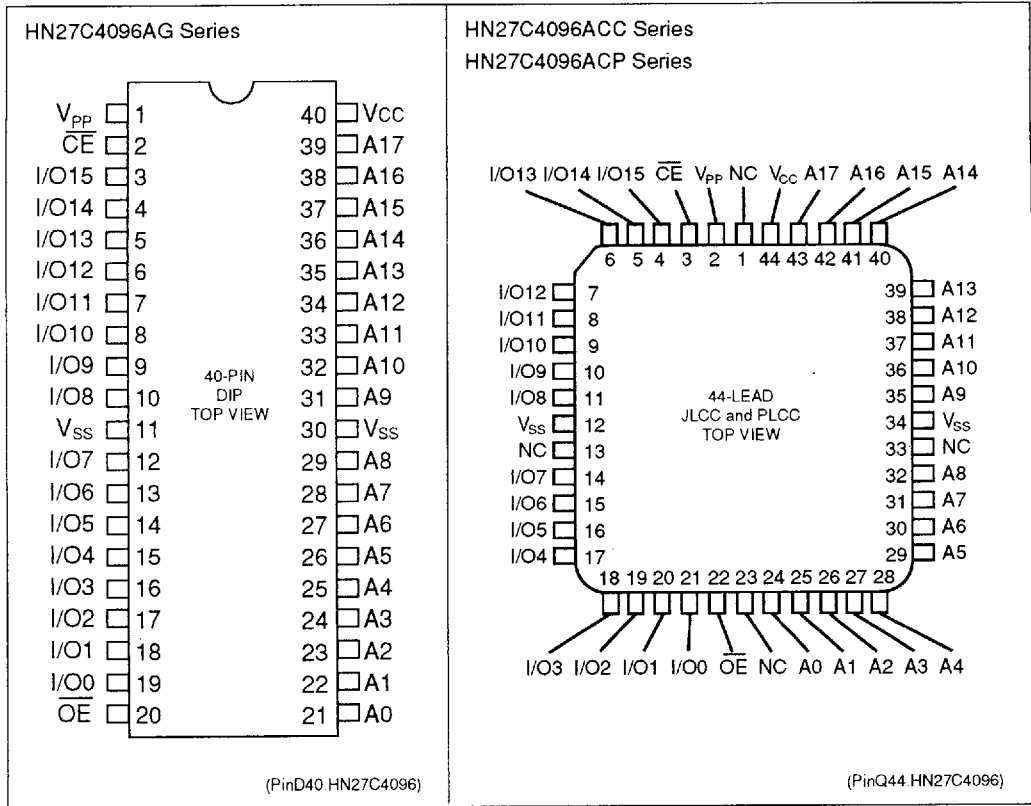 HN27C4096AG Series
V_PP 1 40 VCC
C̅E̅ 2 39 A17
I/O15 3 38 A16
I/O14 4 37 A15
I/O13 5 36 A14
I/O12 6 35 A13
I/O11 7 34 A12
I/O10 8 33 A11
I/O9 9 32 A10
I/O8 10 31 A9
V_SS 11 30 V_SS
I/O7 12 29 A8
I/O6 13 28 A7
I/O5 14 27 A6
I/O4 15 26 A5
I/O3 16 25 A4
I/O2 17 24 A3
I/O1 18 23 A2
I/O0 19 22 A1
O̅E̅ 20 21 A0
40-PIN
DIP
TOP VIEW
(PinD40.HN27C4096)
HN27C4096ACC Series
HN27C4096ACP Series
I/O13 I/O14 I/O15 C̅E̅ V_PP NC V_CC A17 A16 A15 A14
6 5 4 3 2 1 44 43 42 41 40
I/O12 7 39 A13
I/O11 8 38 A12
I/O10 9 37 A11
I/O9 10 36 A10
I/O8 11 35 A9
V_SS 12 34 V_SS
NC 13 33 NC
I/O7 14 32 A8
I/O6 15 31 A7
I/O5 16 30 A6
I/O4 17 29 A5
44-LEAD
JLCC and PLCC
TOP VIEW
18 19 20 21 22 23 24 25 26 27 28
I/O3 I/O2 I/O1 I/O0 O̅E̅ NC A0 A1 A2 A3 A4
(PinQ44.HN27C4096)